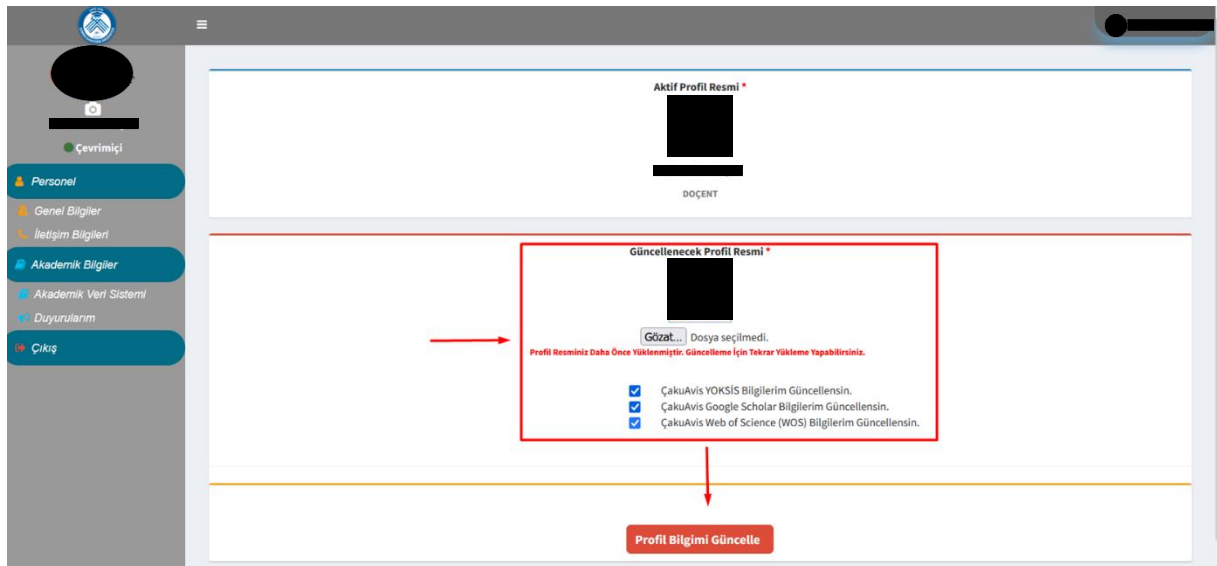 Çevrimiçi
Personel
Genel Bilgiler
İletişim Bilgileri
Akademik Bilgiler
Akademik Veri Sistemi
Duyurularım
Çıkış
Aktif Profil Resmi *
DOÇENT
Güncellenecek Profil Resmi *
Gözat... Dosya seçilmedi.
Profil Resminiz Daha Önce Yüklenmiştir. Güncelleme İçin Tekrar Yükleme Yapabilirsiniz.
ÇakuAvis YOKSİS Bilgilerim Güncellensin.
ÇakuAvis Google Scholar Bilgilerim Güncellensin.
ÇakuAvis Web of Science (WOS) Bilgilerim Güncellensin.
Profil Bilgimi Güncelle